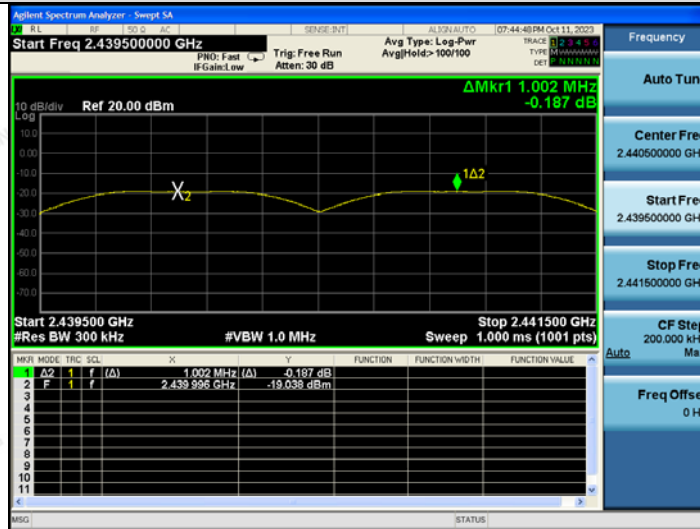 Agilent Spectrum Analyzer - Swept SA
RL RF 50 Ω AC SENSE:INT ALIGN AUTO 07:44:48 PM Oct 11, 2023
Start Freq 2.439500000 GHz
PNO: Fast
IFGain:Low
Trig: Free Run
Atten: 30 dB
Avg Type: Log-Pwr
Avg|Hold:> 100/100
TRACE 1 2 3 4 5 6
TYPE M
DET P N N N N N
ΔMkr1 1.002 MHz
-0.187 dB
10 dB/div Ref 20.00 dBm
Log
10.0
0.00
-10.0
-20.0
-30.0
-40.0
-50.0
-60.0
-70.0
X2
1Δ2
Start 2.439500 GHz Stop 2.441500 GHz
#Res BW 300 kHz #VBW 1.0 MHz Sweep 1.000 ms (1001 pts)
MKR MODE TRC SCL X Y FUNCTION FUNCTION WIDTH FUNCTION VALUE
1 Δ2 1 f (Δ) 1.002 MHz (Δ) -0.187 dB
2 F 1 f 2.439 996 GHz -19.038 dBm
3
4
5
6
7
8
9
10
11
MSG STATUS
Frequency
Auto Tun
Center Fre
2.440500000 GH
Start Fre
2.439500000 GH
Stop Fre
2.441500000 GH
CF Step
200.000 kH
Auto Ma
Freq Offse
0 H